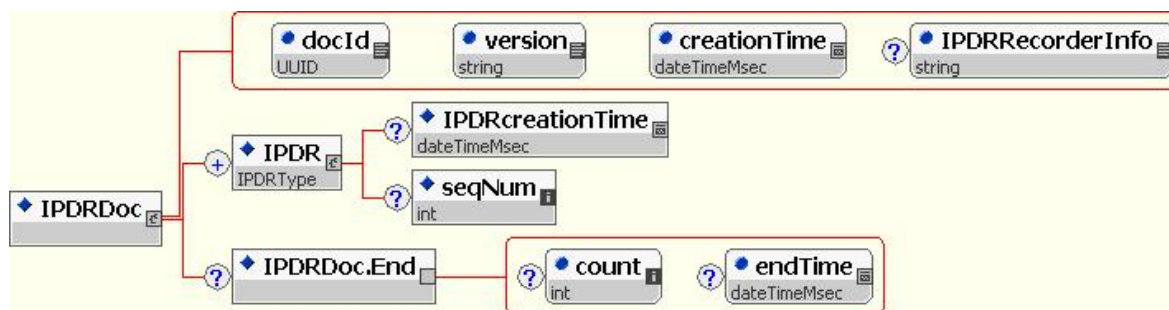 docId
UUID
version
string
creationTime
dateTimeMsec
? IPDRRecorderInfo
string
? IPDRcreationTime
dateTimeMsec
+ IPDR
IPDRType
? seqNum
int
IPDRDoc
? IPDRDoc.End
? count
int
? endTime
dateTimeMsec